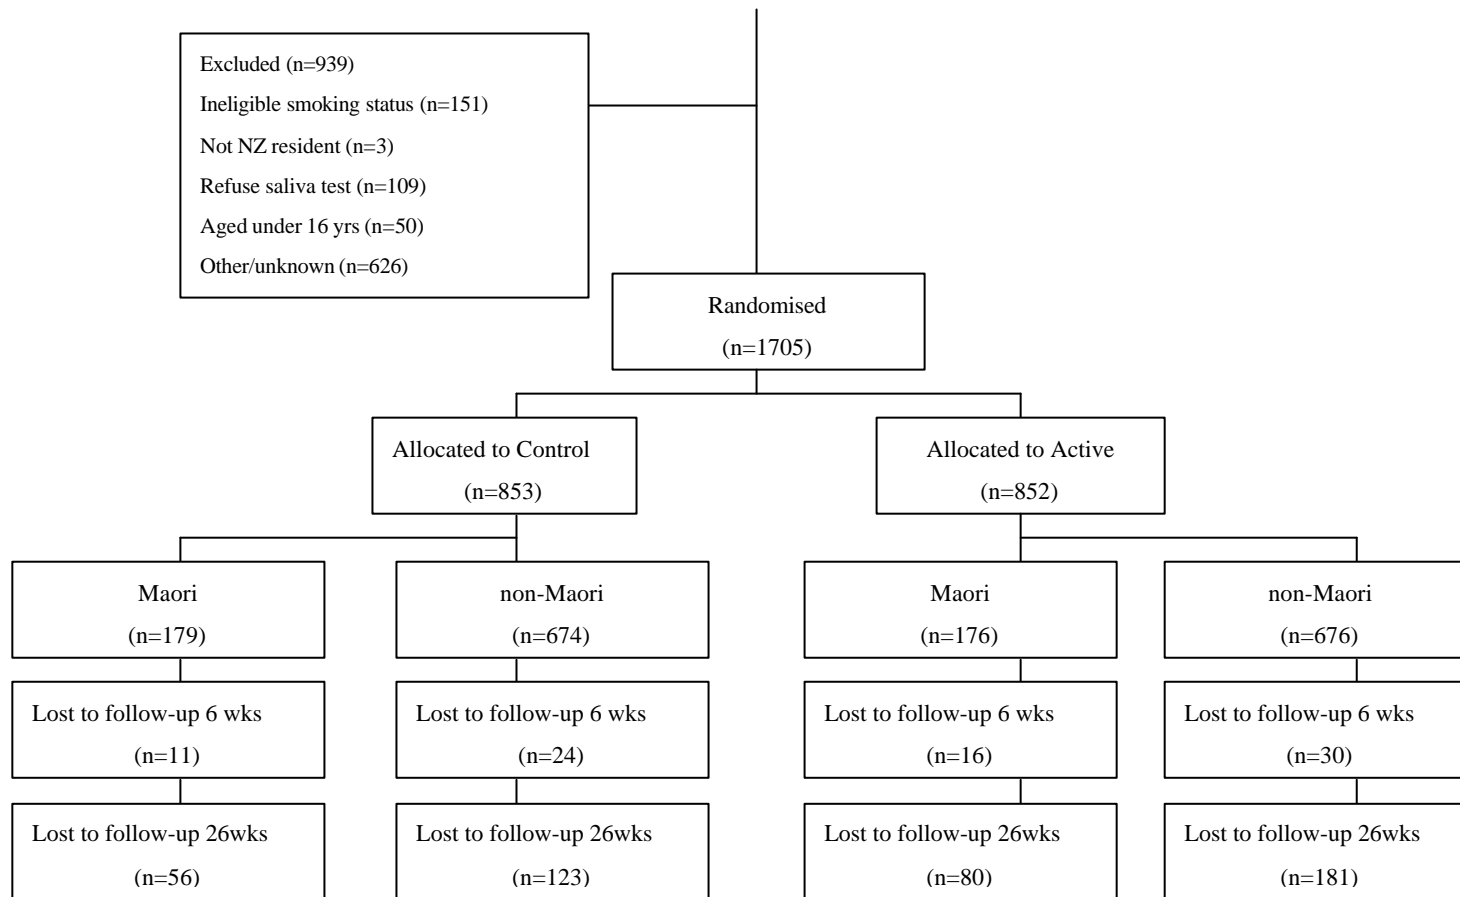 Excluded (n=939)
Ineligible smoking status (n=151)
Not NZ resident (n=3)
Refuse saliva test (n=109)
Aged under 16 yrs (n=50)
Other/unknown (n=626)
Randomised
(n=1705)
Allocated to Control
(n=853)
Allocated to Active
(n=852)
Maori
(n=179)
non-Maori
(n=674)
Maori
(n=176)
non-Maori
(n=676)
Lost to follow-up 6 wks
(n=11)
Lost to follow-up 6 wks
(n=24)
Lost to follow-up 6 wks
(n=16)
Lost to follow-up 6 wks
(n=30)
Lost to follow-up 26wks
(n=56)
Lost to follow-up 26wks
(n=123)
Lost to follow-up 26wks
(n=80)
Lost to follow-up 26wks
(n=181)